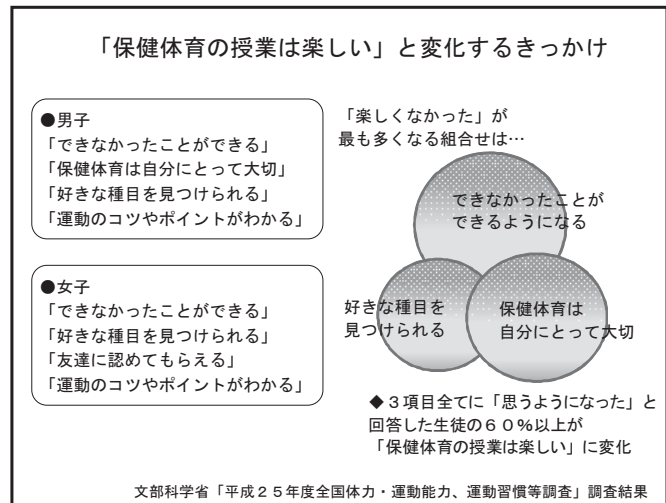 「保健体育の授業は楽しい」と変化するきっかけ
●男子
「できなかったことができる」
「保健体育は自分にとって大切」
「好きな種目を見つけられる」
「運動のコツやポイントがわかる」
●女子
「できなかったことができる」
「好きな種目を見つけられる」
「友達に認めてもらえる」
「運動のコツやポイントがわかる」
「楽しくなかった」が
最も多くなる組合せは…
できなかったことが
できるようになる
好きな種目を
見つけられる
保健体育は
自分にとって大切
◆３項目全てに「思うようになった」と
回答した生徒の６０％以上が
「保健体育の授業は楽しい」に変化
文部科学省「平成２５年度全国体力・運動能力、運動習慣等調査」調査結果